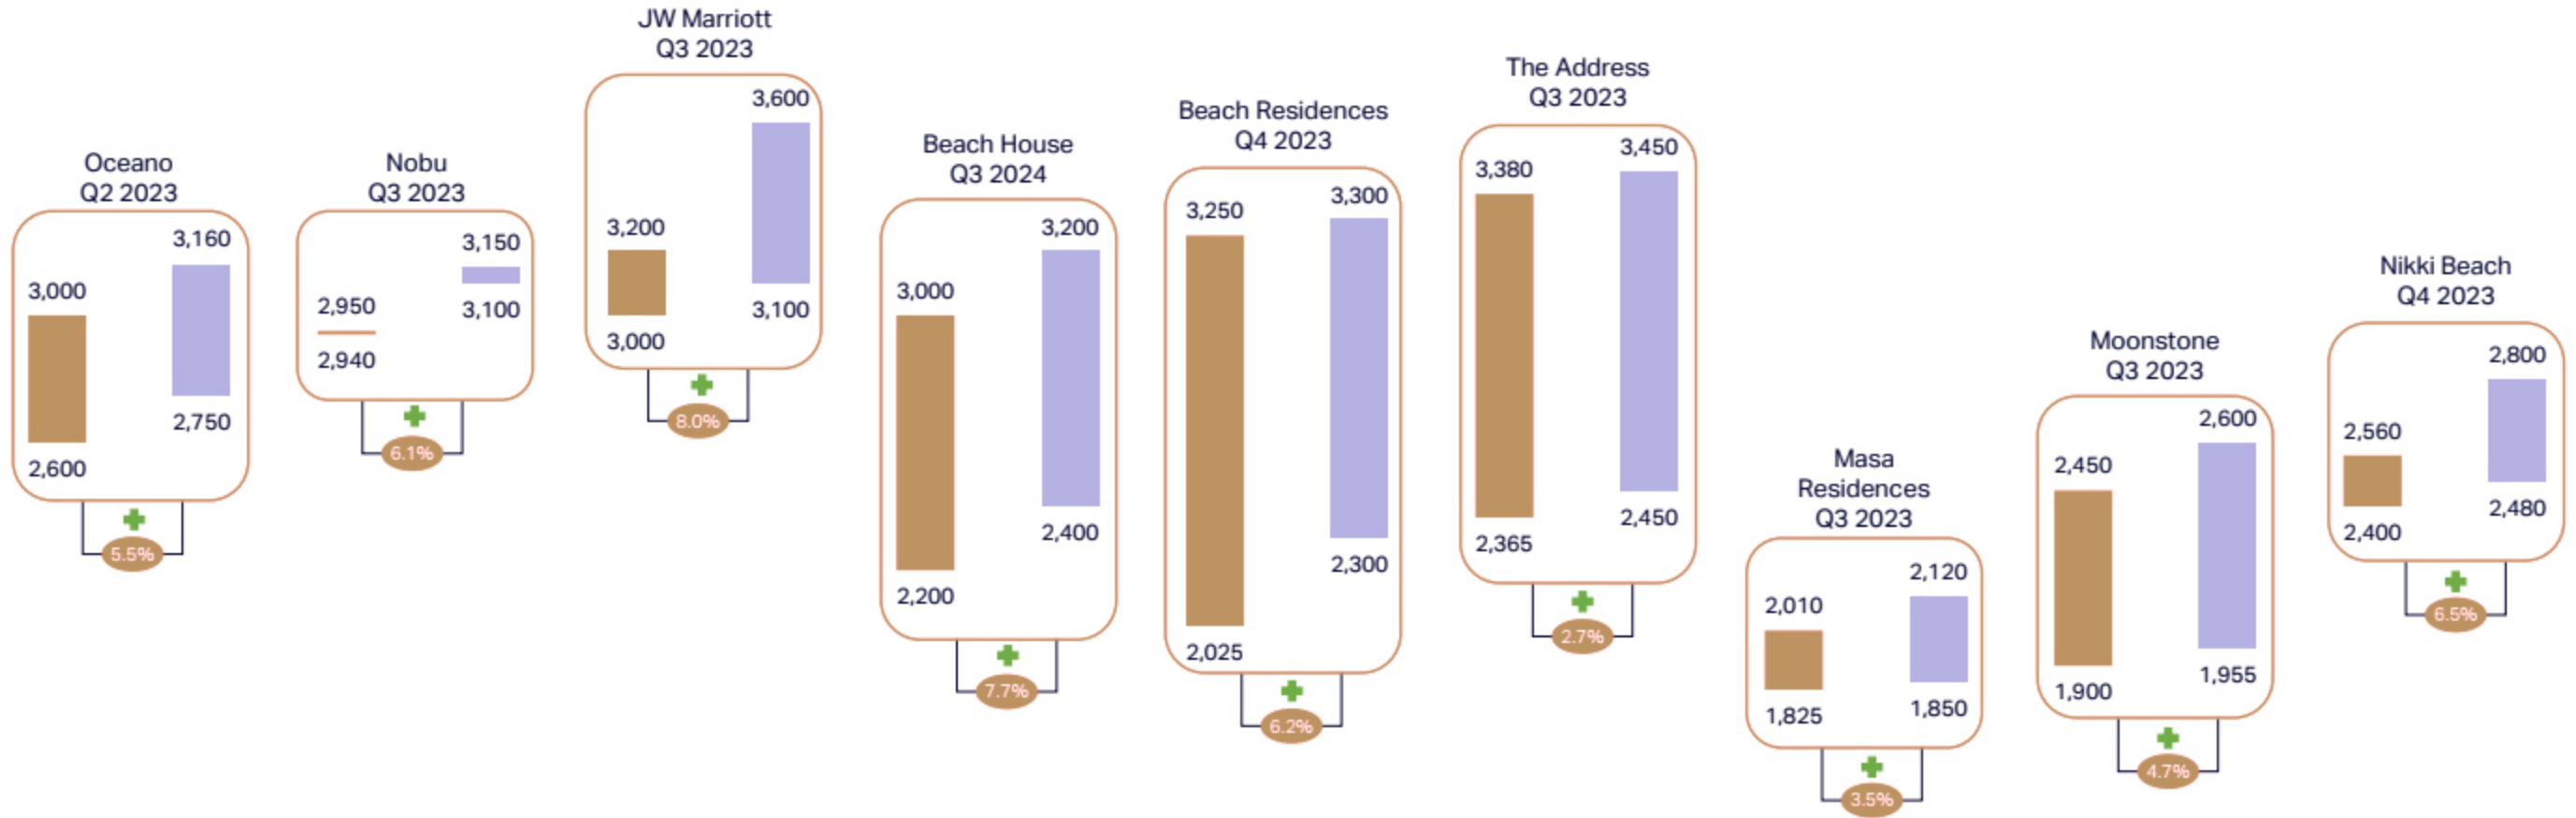 Oceano
Q2 2023
3,000
2,600
3,160
2,750
5.5%
Nobu
Q3 2023
2,950
2,940
3,150
3,100
6.1%
JW Marriott
Q3 2023
3,200
3,000
3,600
3,100
8.0%
Beach House
Q3 2024
3,000
2,200
3,200
2,400
7.7%
Beach Residences
Q4 2023
3,250
2,025
3,300
2,300
6.2%
The Address
Q3 2023
3,380
2,365
3,450
2,450
2.7%
Masa
Residences
Q3 2023
2,010
1,825
2,120
1,850
3.5%
Moonstone
Q3 2023
2,450
1,900
2,600
1,955
4.7%
Nikki Beach
Q4 2023
2,560
2,400
2,800
2,480
6.5%